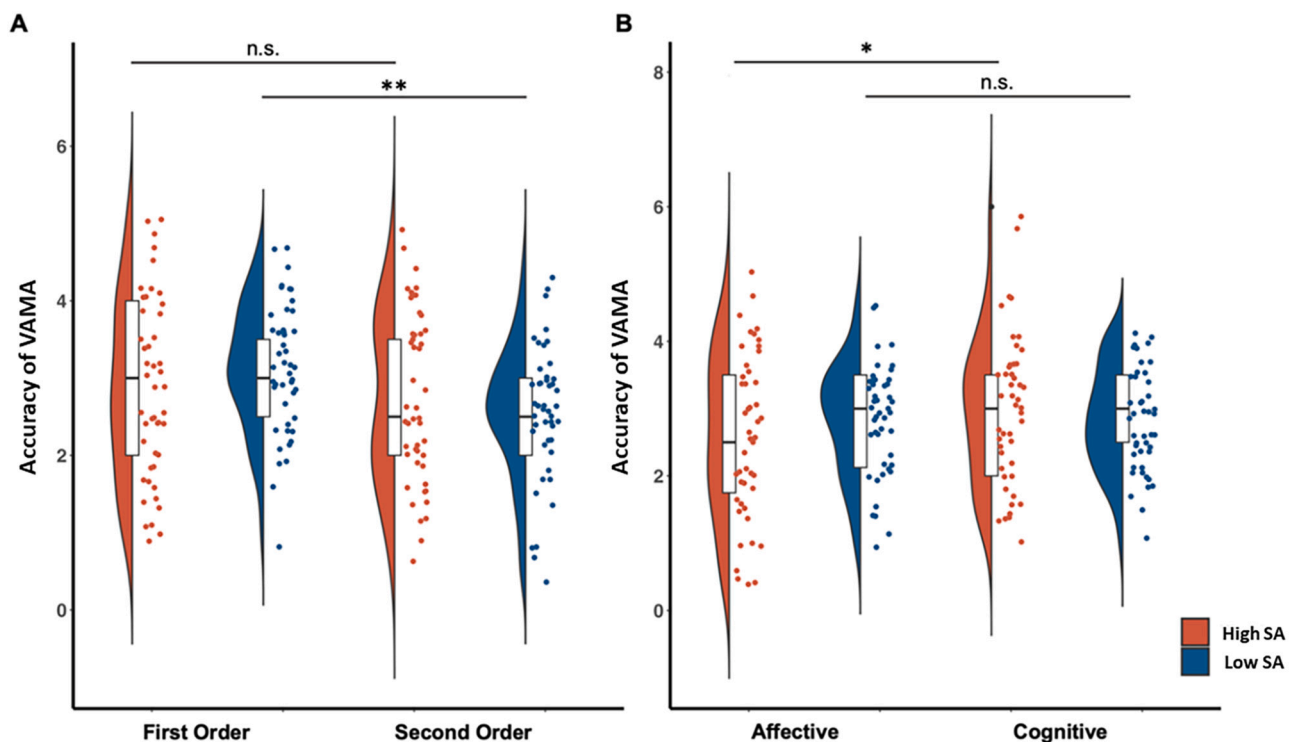 A
n.s.
**
6
4
2
0
Accuracy of VAMA
First Order
Second Order
B
*
n.s.
8
6
4
2
0
Accuracy of VAMA
Affective
Cognitive
High SA
Low SA